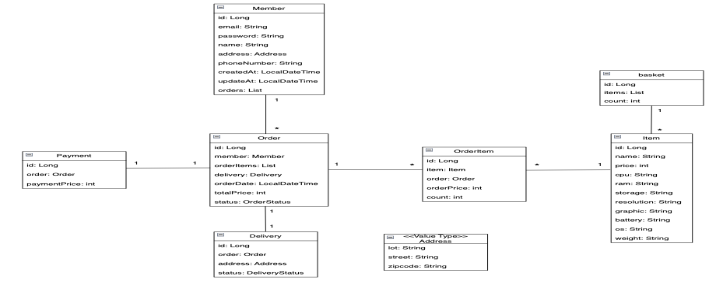 Member
id: Long
email: String
password: String
name: String
address: Address
phoneNumber: String
createdAt: LocalDateTime
updateAt: LocalDateTime
orders: List
1
*
basket
id: Long
items: List
count: int
1
*
Payment
id: Long
order: Order
paymentPrice: int
1
1
Order
id: Long
member: Member
orderItems: List
delivery: Delivery
orderDate: LocalDateTime
totalPrice: int
status: OrderStatus
1
*
OrderItem
id: Long
item: Item
order: Order
orderPrice: int
count: int
*
1
Item
id: Long
name: String
price: int
cpu: String
ram: String
storage: String
resolution: String
graphic: String
battery: String
os: String
weight: String
1
1
Delivery
id: Long
order: Order
address: Address
status: DeliveryStatus
<<Value Type>>
Address
lot: String
street: String
zipcode: String